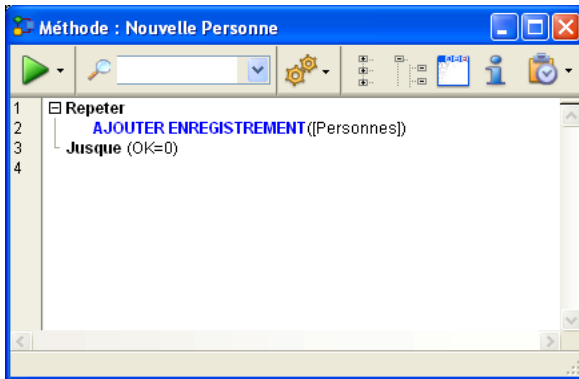 Méthode : Nouvelle Personne
1 Repeter
2 AJOUTER ENREGISTREMENT([Personnes])
3 Jusque (OK=0)
4